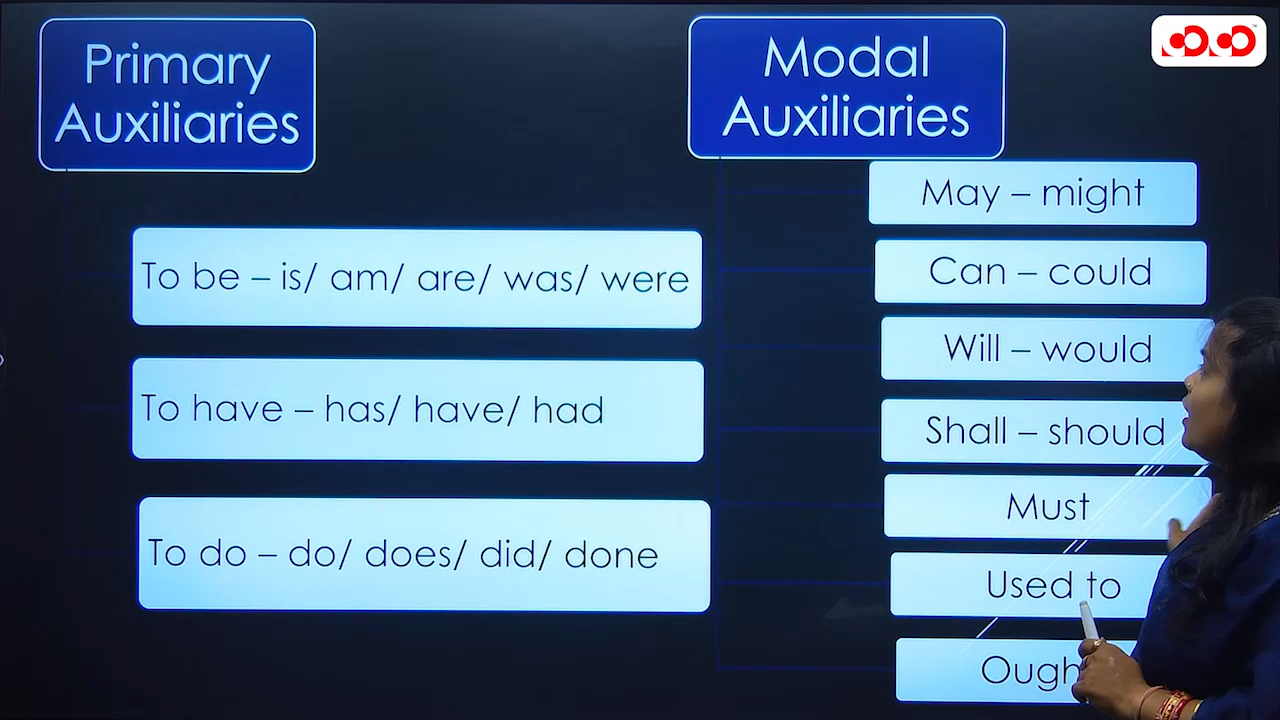 Primary
Auxiliaries
To be – is/ am/ are/ was/ were
To have – has/ have/ had
To do – do/ does/ did/ done
Modal
Auxiliaries
May – might
Can – could
Will – would
Shall – should
Must
Used to